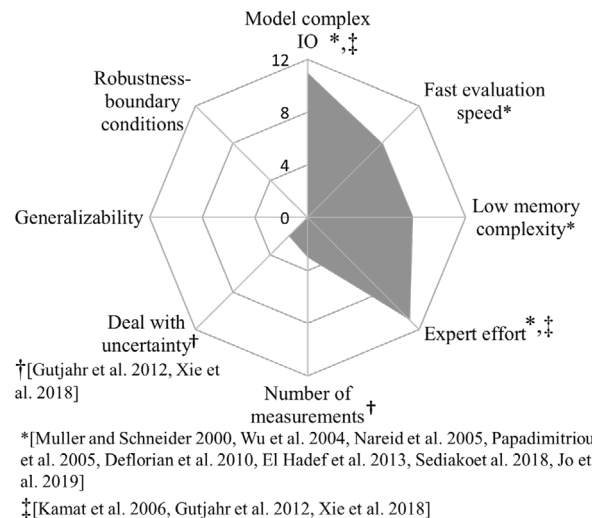 Model complex
IO *,‡
12
8
4
0
Fast evaluation
speed*
Low memory
complexity*
Expert effort*,‡
Number of
measurements†
Deal with
uncertainty†
Generalizability
Robustness-
boundary
conditions
†[Gutjahr et al. 2012, Xie et
al. 2018]
*[Muller and Schneider 2000, Wu et al. 2004, Nareid et al. 2005, Papadimitriou
et al. 2005, Deflorian et al. 2010, El Hadef et al. 2013, Sediakoet al. 2018, Jo et
al. 2019]
‡[Kamat et al. 2006, Gutjahr et al. 2012, Xie et al. 2018]